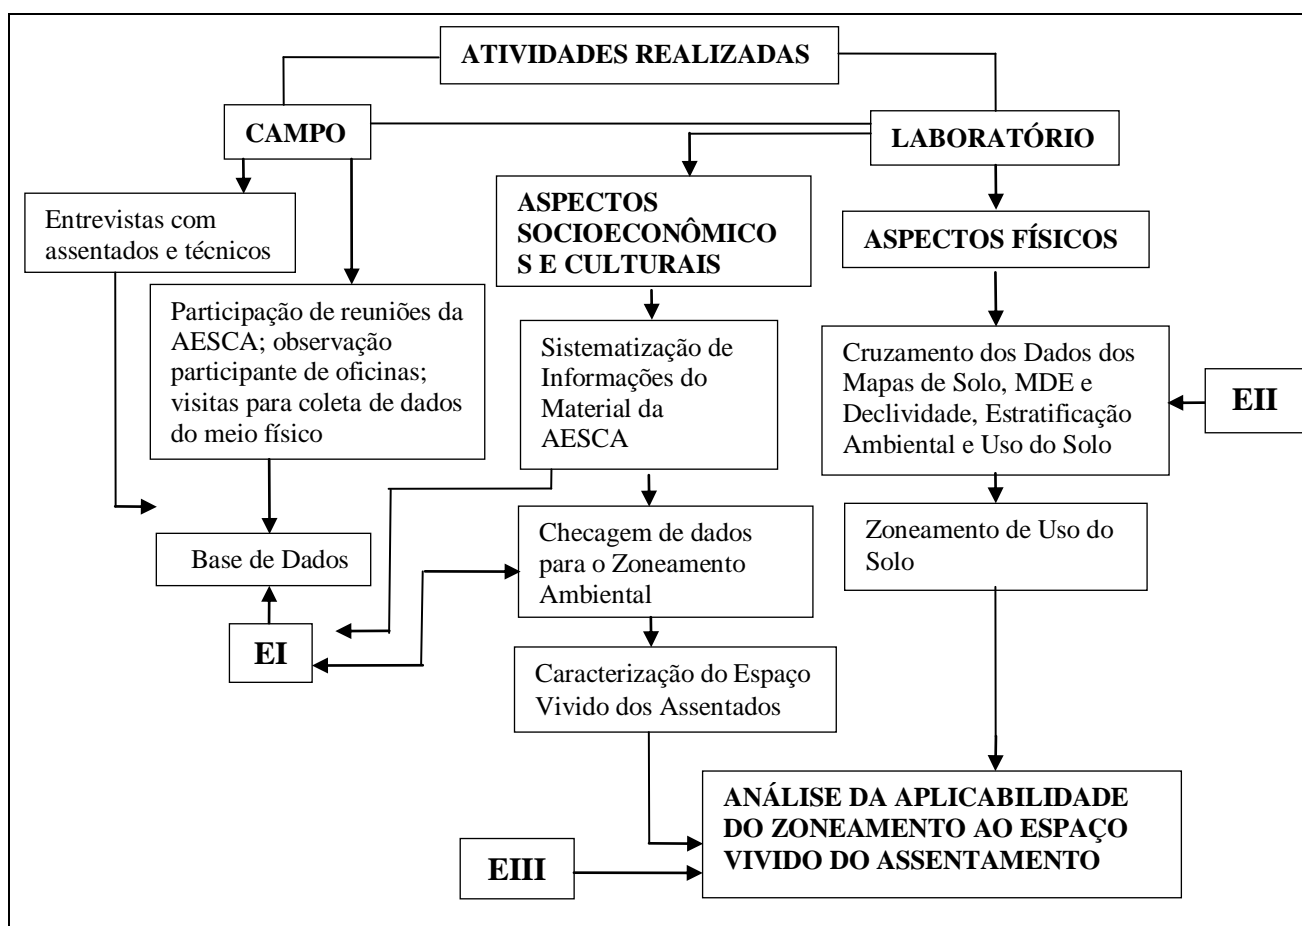 ATIVIDADES REALIZADAS
CAMPO
LABORATÓRIO
Entrevistas com
assentados e técnicos
ASPECTOS
SOCIOECONÔMICO
S E CULTURAIS
ASPECTOS FÍSICOS
Participação de reuniões da
AESCA; observação
participante de oficinas;
visitas para coleta de dados
do meio físico
Sistematização de
Informações do
Material da
AESCA
Cruzamento dos Dados dos
Mapas de Solo, MDE e
Declividade, Estratificação
Ambiental e Uso do Solo
EII
Base de Dados
Checagem de dados
para o Zoneamento
Ambiental
Zoneamento de Uso do
Solo
EI
Caracterização do Espaço
Vivido dos Assentados
ANÁLISE DA APLICABILIDADE
DO ZONEAMENTO AO ESPAÇO
VIVIDO DO ASSENTAMENTO
EIII